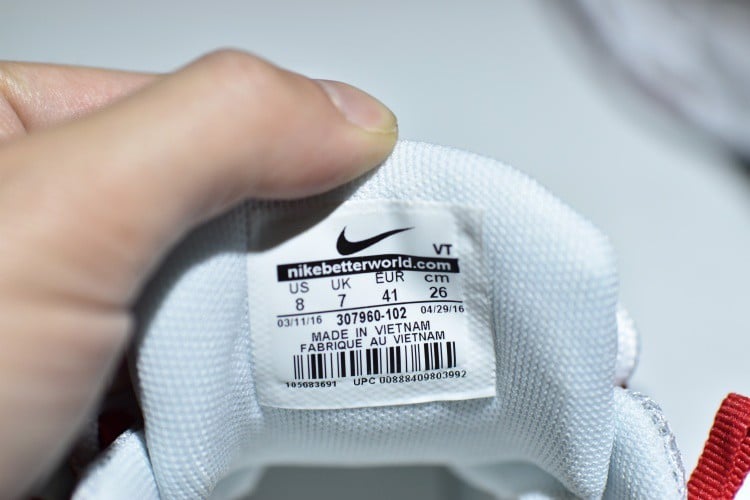 VT
nikebetterworld.com
US UK EUR cm
8 7 41 26
03/11/16 307960-102 04/29/16
MADE IN VIETNAM
FABRIQUE AU VIETNAM
105083691 UPC 00888409803992